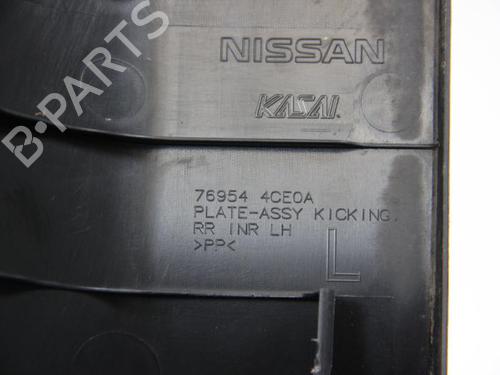 NISSAN
KASAI.
B-PARTS
76954 4CE0A
PLATE-ASSY KICKING,
RR INR LH
>PP<
L